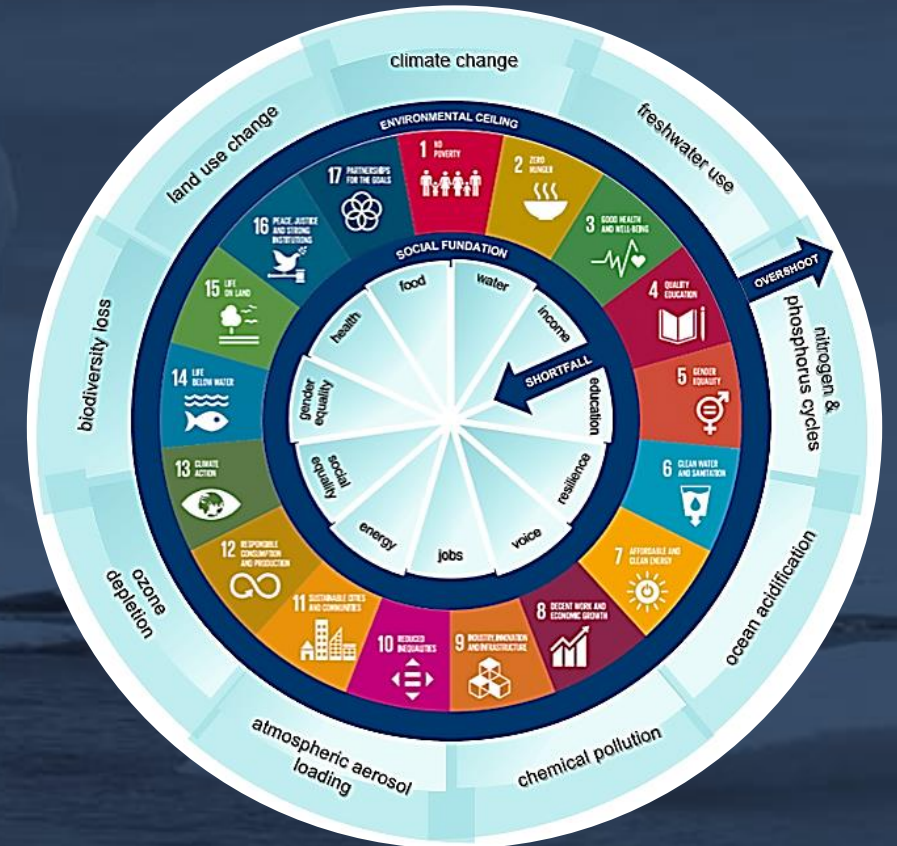 climate change
freshwater use
nitrogen &
phosphorus cycles
ocean acidification
chemical pollution
atmospheric aerosol
loading
ozone
depletion
biodiversity loss
land use change
ENVIRONMENTAL CEILING
OVERSHOOT
1 NO
POVERTY
2 ZERO
HUNGER
3 GOOD HEALTH
AND WELL-BEING
4 QUALITY
EDUCATION
5 GENDER
EQUALITY
6 CLEAN WATER
AND SANITATION
7 AFFORDABLE AND
CLEAN ENERGY
8 DECENT WORK AND
ECONOMIC GROWTH
9 INDUSTRY, INNOVATION
AND INFRASTRUCTURE
10 REDUCED
INEQUALITIES
11 SUSTAINABLE CITIES
AND COMMUNITIES
12 RESPONSIBLE
CONSUMPTION
AND PRODUCTION
13 CLIMATE
ACTION
14 LIFE
BELOW WATER
15 LIFE
ON LAND
16 PEACE, JUSTICE
AND STRONG
INSTITUTIONS
17 PARTNERSHIPS
FOR THE GOALS
SOCIAL FUNDATION
SHORTFALL
water
income
education
resilience
voice
jobs
energy
social
equality
gender
equality
health
food